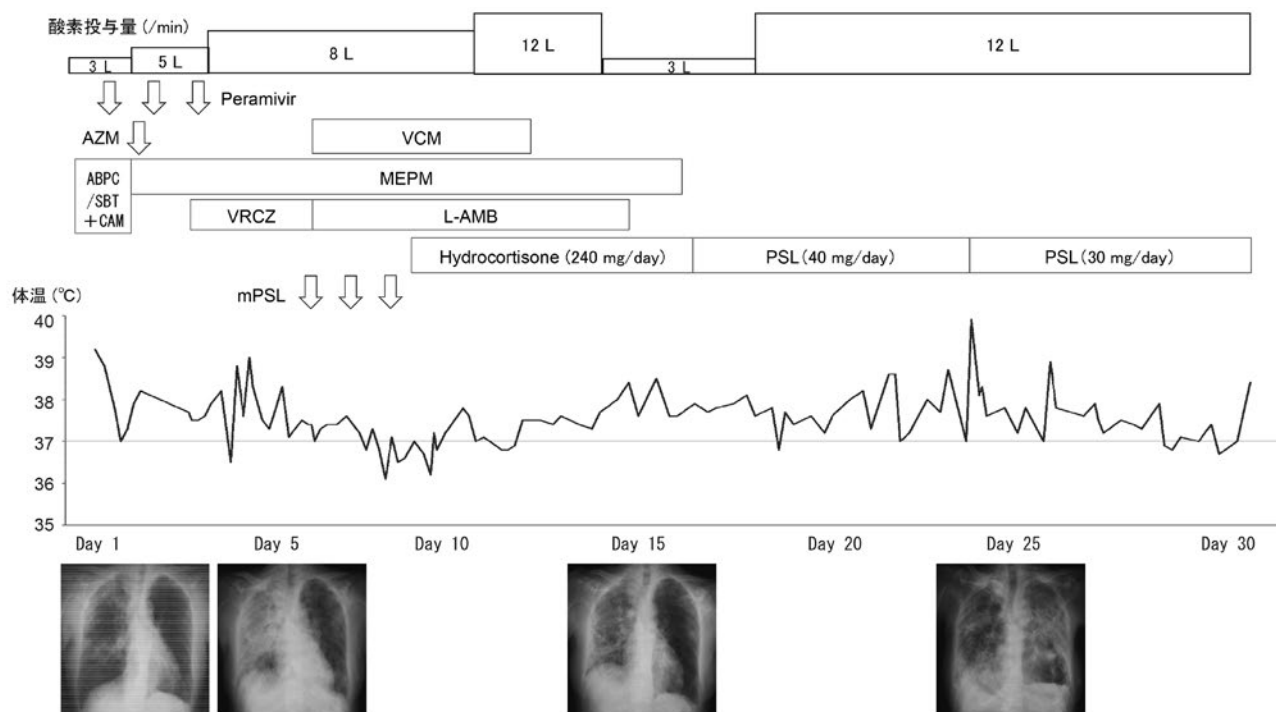 酸素投与量 (/min)
3 L
5 L
8 L
12 L
3 L
12 L
Peramivir
AZM
VCM
ABPC
/SBT
＋CAM
MEPM
VRCZ
L-AMB
Hydrocortisone (240 mg/day)
PSL (40 mg/day)
PSL (30 mg/day)
mPSL
体温 (℃)
40
39
38
37
36
35
Day 1
Day 5
Day 10
Day 15
Day 20
Day 25
Day 30